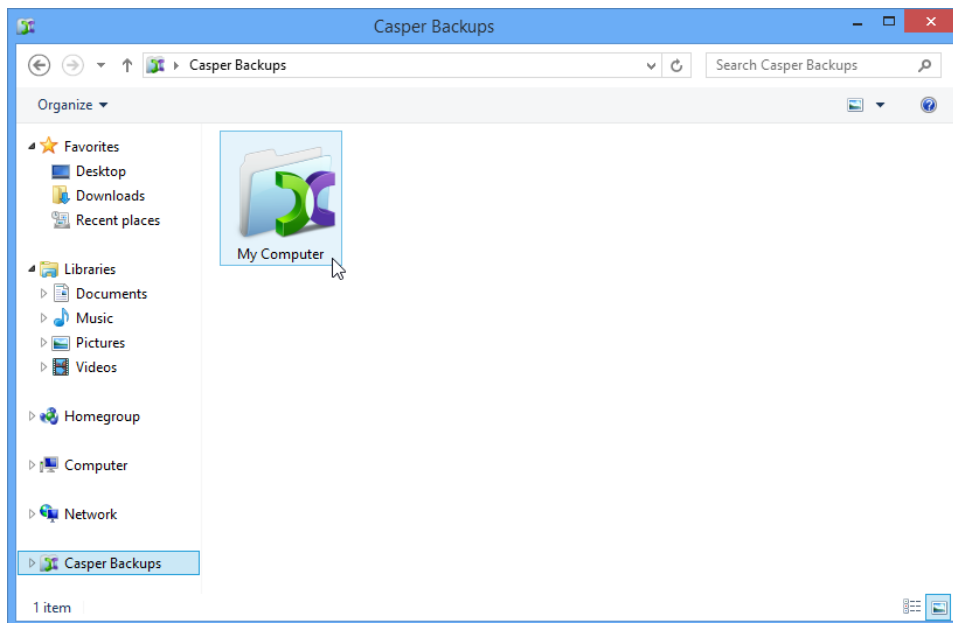 Casper Backups
Casper Backups
Search Casper Backups
Organize
Favorites
Desktop
Downloads
Recent places
Libraries
Documents
Music
Pictures
Videos
Homegroup
Computer
Network
Casper Backups
My Computer
1 item